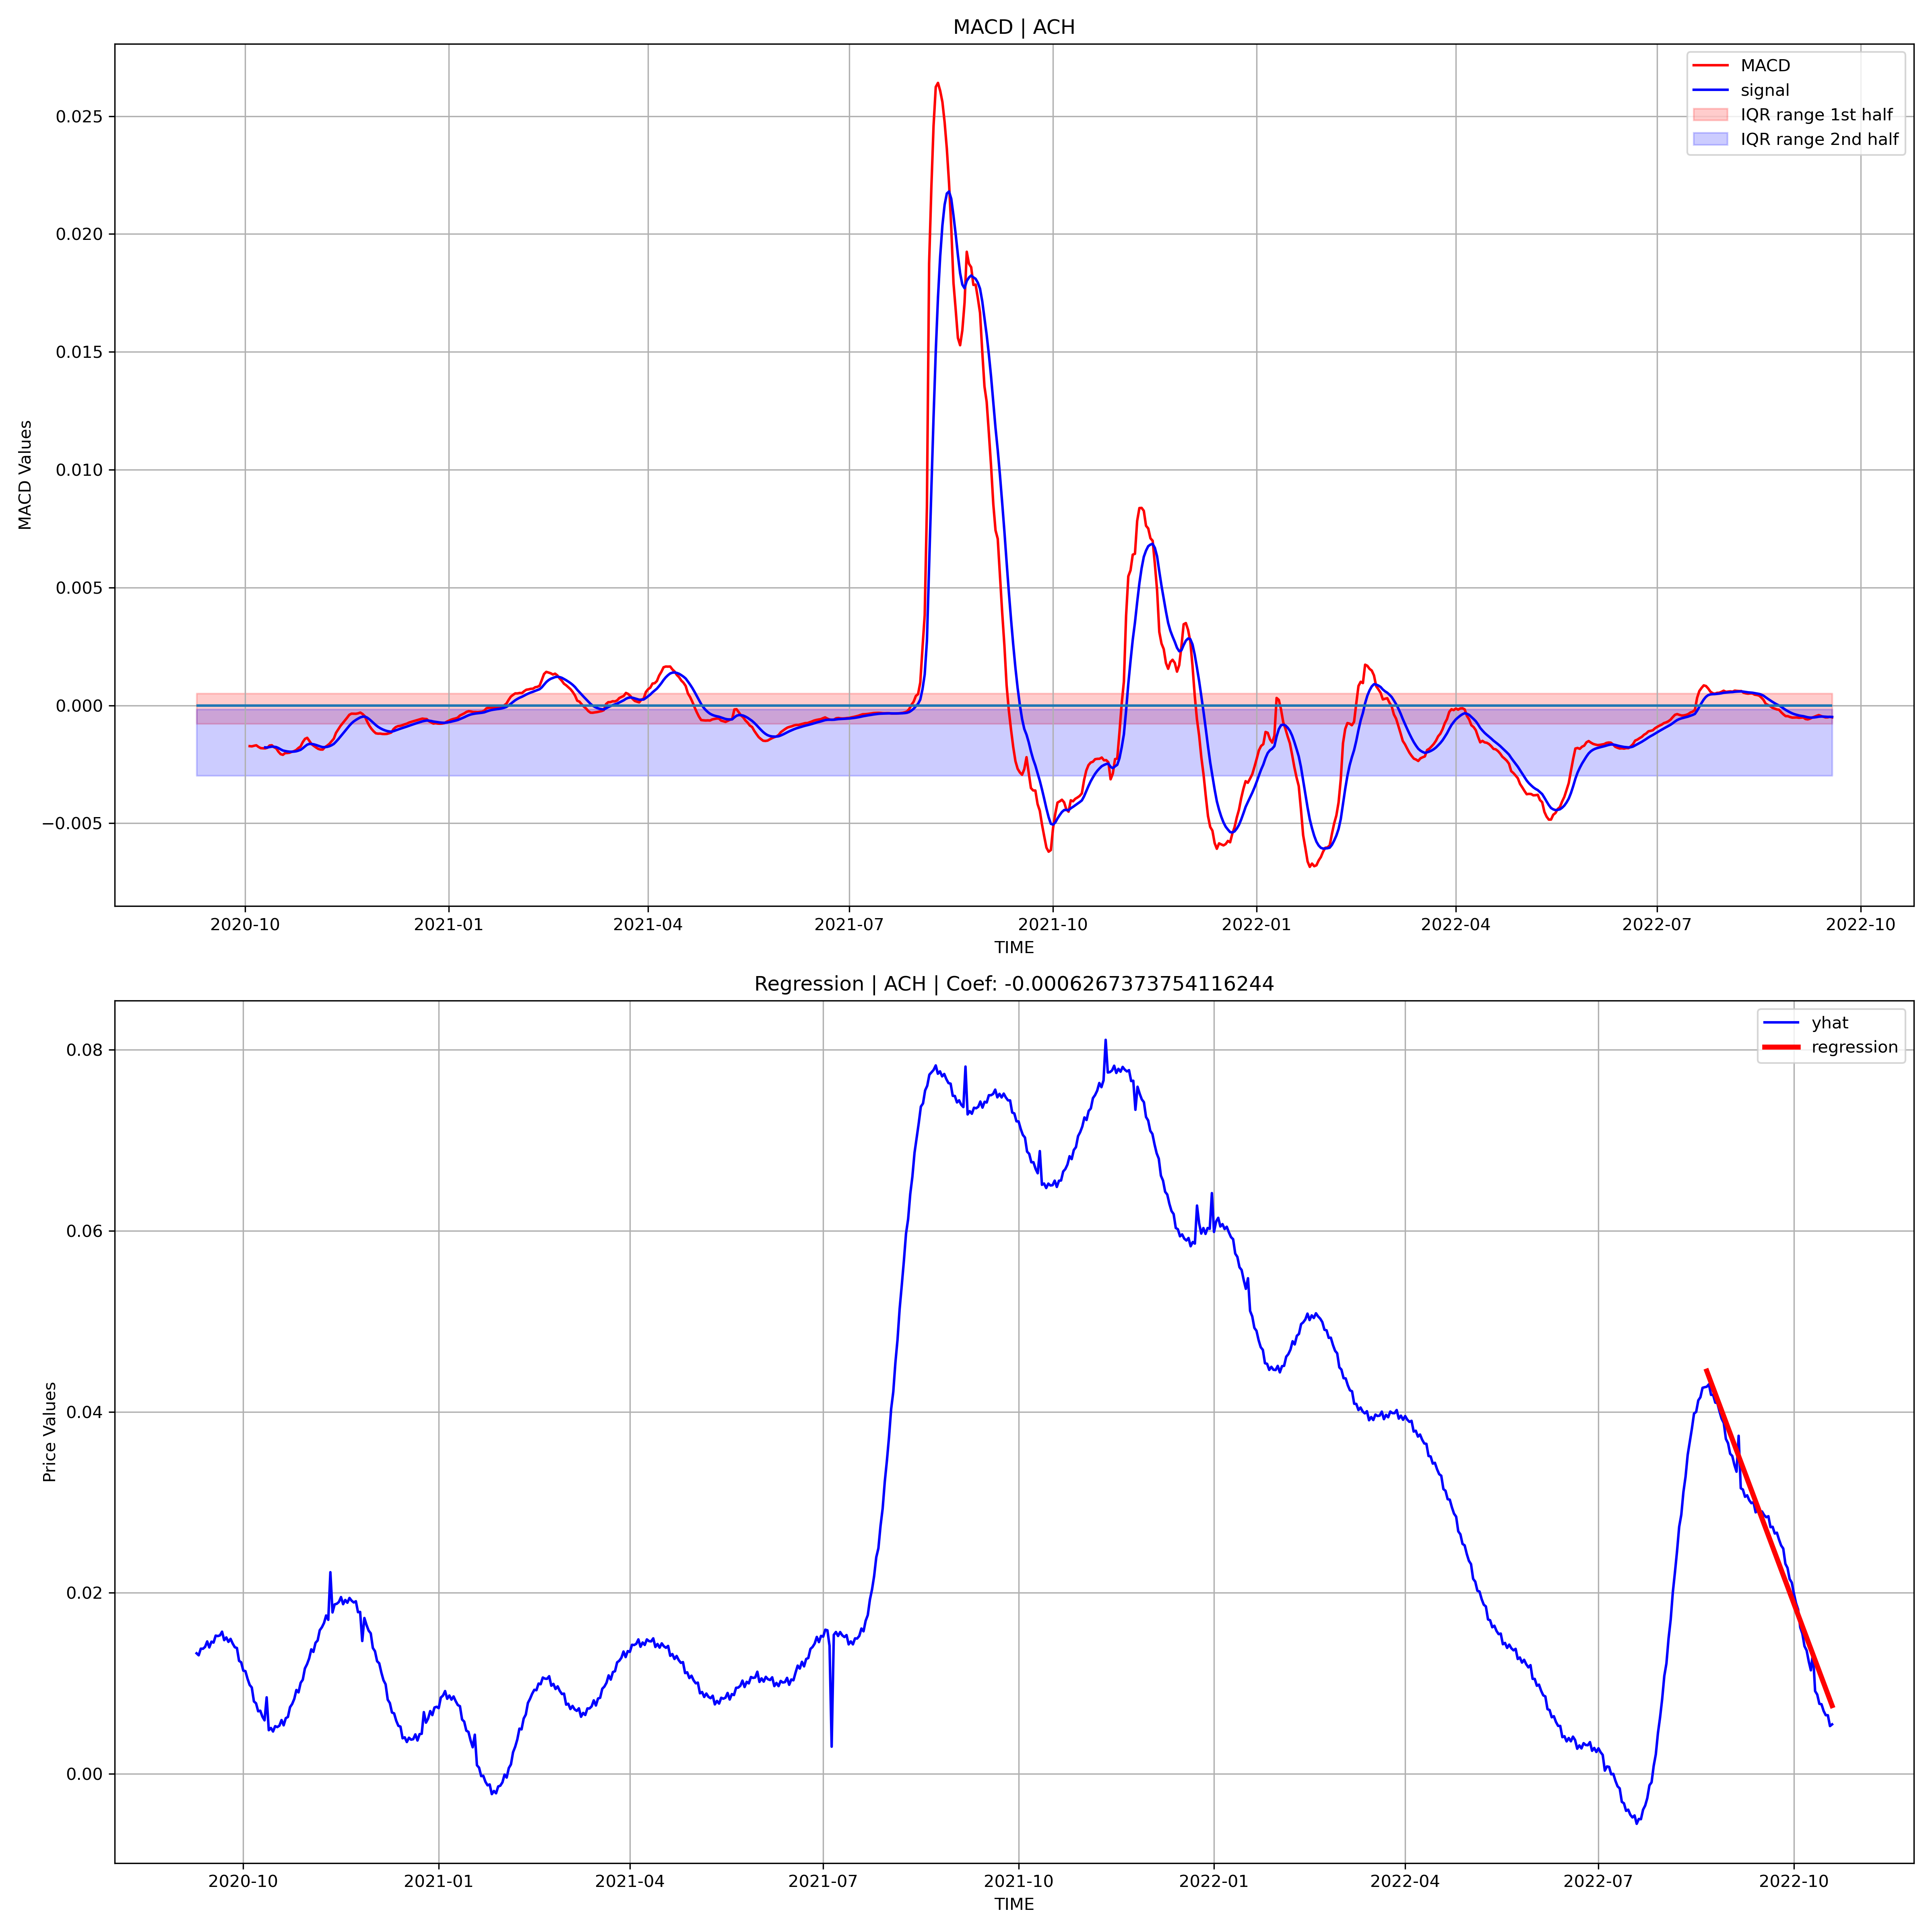 MACD | ACH
MACD
signal
IQR range 1st half
IQR range 2nd half
MACD Values
0.025
0.020
0.015
0.010
0.005
0.000
−0.005
2020-10 2021-01 2021-04 2021-07 2021-10 2022-01 2022-04 2022-07 2022-10
TIME
Regression | ACH | Coef: -0.0006267373754116244
yhat
regression
Price Values
0.08
0.06
0.04
0.02
0.00
2020-10 2021-01 2021-04 2021-07 2021-10 2022-01 2022-04 2022-07 2022-10
TIME